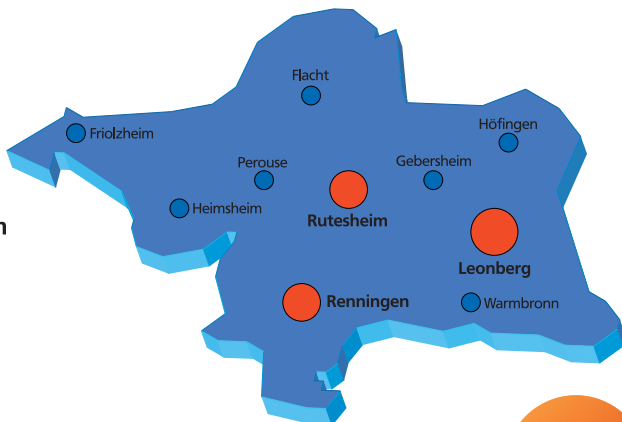 Flacht
Höfingen
Friolzheim
Perouse
Gebersheim
Heimsheim
Rutesheim
n
Leonberg
Renningen
Warmbronn